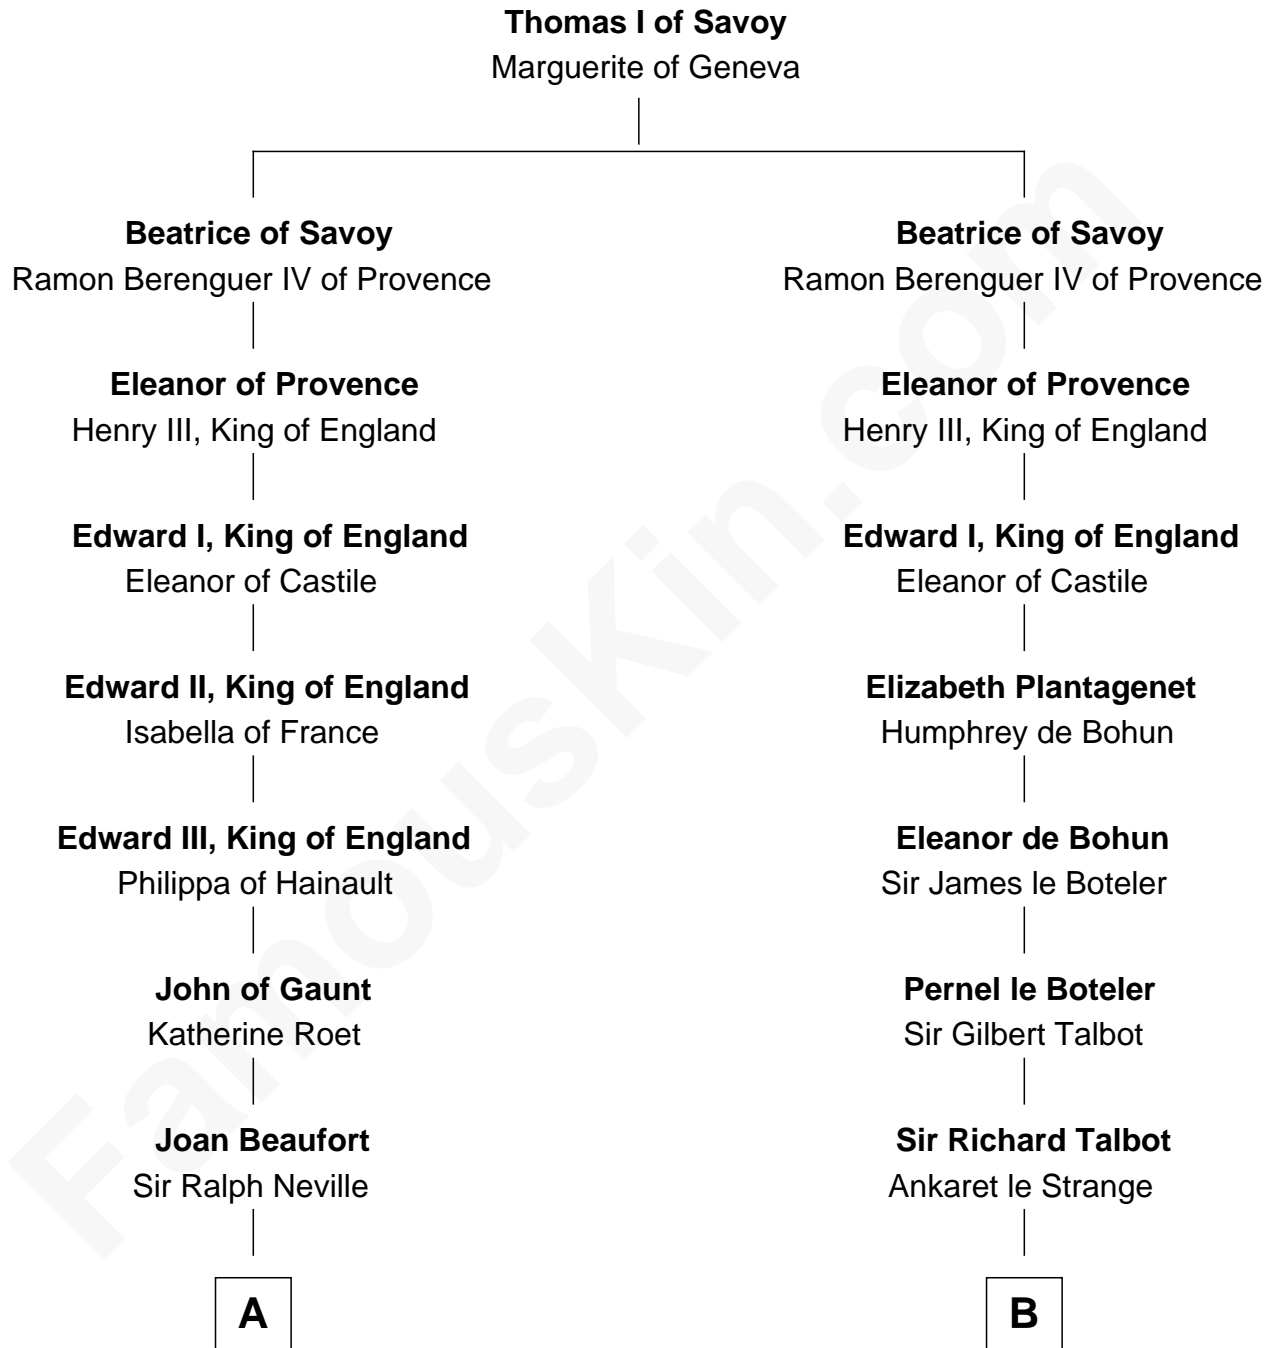 Thomas I of Savoy
Marguerite of Geneva
Beatrice of Savoy
Ramon Berenguer IV of Provence
Eleanor of Provence
Henry III, King of England
Edward I, King of England
Eleanor of Castile
Edward II, King of England
Isabella of France
Edward III, King of England
Philippa of Hainault
John of Gaunt
Katherine Roet
Joan Beaufort
Sir Ralph Neville
A
Beatrice of Savoy
Ramon Berenguer IV of Provence
Eleanor of Provence
Henry III, King of England
Edward I, King of England
Eleanor of Castile
Elizabeth Plantagenet
Humphrey de Bohun
Eleanor de Bohun
Sir James le Boteler
Pernel le Boteler
Sir Gilbert Talbot
Sir Richard Talbot
Ankaret le Strange
B
FamousKin.com